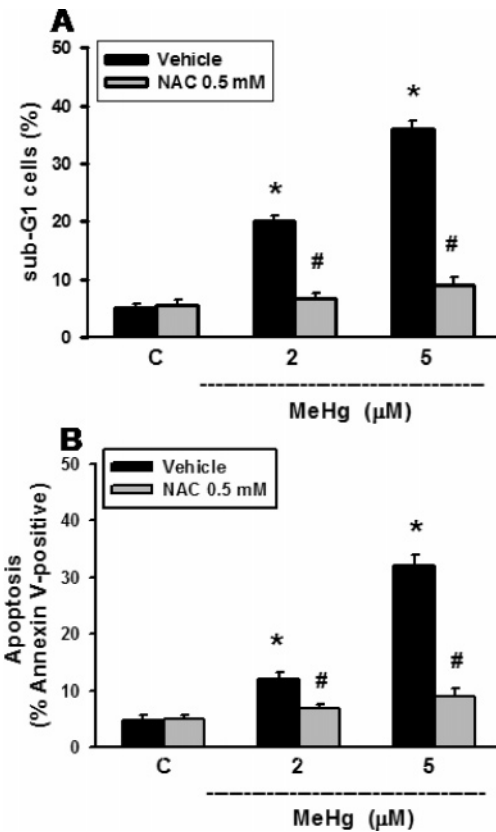 A
50
40
30
20
10
0
sub-G1 cells (%)
Vehicle
NAC 0.5 mM
*
#
*
#
C 2 5
MeHg (μM)
B
50
40
30
20
10
0
Apoptosis
(% Annexin V-positive)
Vehicle
NAC 0.5 mM
*
#
*
#
C 2 5
MeHg (μM)